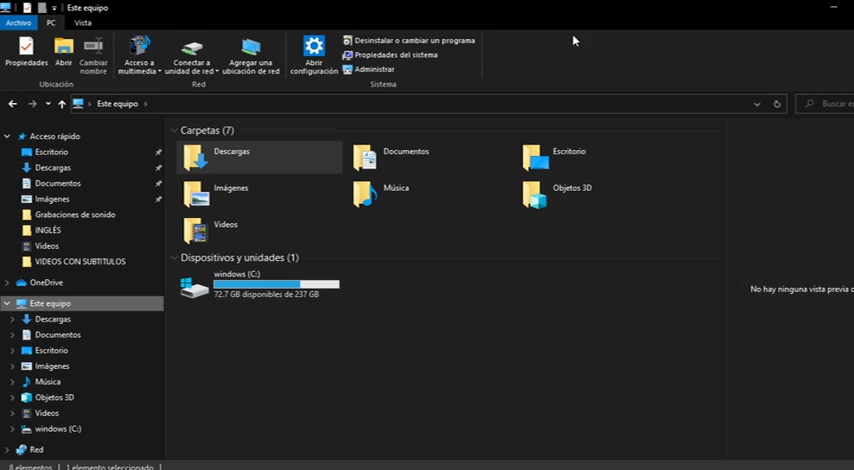 Este equipo
Archivo
PC
Vista
Propiedades
Abrir
Cambiar
nombre
Acceso a
multimedia
Conectar a
unidad de red
Agregar una
ubicación de red
Abrir
configuración
Desinstalar o cambiar un programa
Propiedades del sistema
Administrar
Ubicación
Red
Sistema
Este equipo
Buscar en
Acceso rápido
Escritorio
Descargas
Documentos
Imágenes
Grabaciones de sonido
INGLÉS
Videos
VIDEOS CON SUBTITULOS
OneDrive
Este equipo
Descargas
Documentos
Escritorio
Imágenes
Música
Objetos 3D
Videos
windows (C:)
Red
Carpetas (7)
Descargas
Documentos
Escritorio
Imágenes
Música
Objetos 3D
Videos
Dispositivos y unidades (1)
windows (C:)
72.7 GB disponibles de 237 GB
No hay ninguna vista previa
8 elementos
1 elemento seleccionado